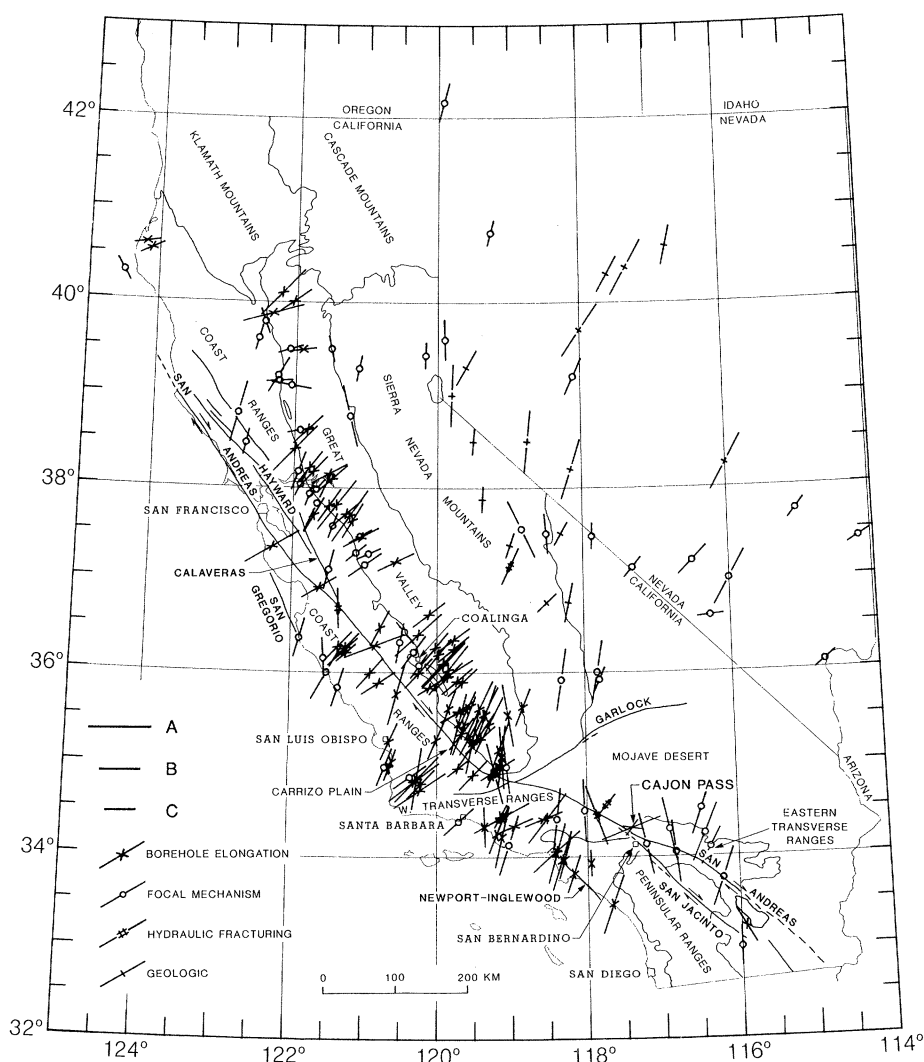 42°
OREGON
CALIFORNIA
IDAHO
NEVADA
KLAMATH MOUNTAINS
CASCADE MOUNTAINS
40°
COAST
RANGES
SAN
ANDREAS
GREAT
VALLEY
SIERRA
NEVADA
MOUNTAINS
HAYWARD
38°
SAN FRANCISCO
CALAVERAS
SAN GREGORIO
NEVADA
CALIFORNIA
COAST
RANGES
COALINGA
36°
A
B
C
SAN LUIS OBISPO
CARRIZO PLAIN
GARLOCK
MOJAVE DESERT
ARIZONA
CAJON PASS
TRANSVERSE RANGES
W
SANTA BARBARA
EASTERN
TRANSVERSE
RANGES
34°
BOREHOLE ELONGATION
FOCAL MECHANISM
HYDRAULIC FRACTURING
GEOLOGIC
SAN
ANDREAS
SAN JACINTO
PENINSULAR RANGES
NEWPORT-INGLEWOOD
SAN BERNARDINO
SAN DIEGO
0 100 200 KM
32°
124° 122° 120° 118° 116° 114°